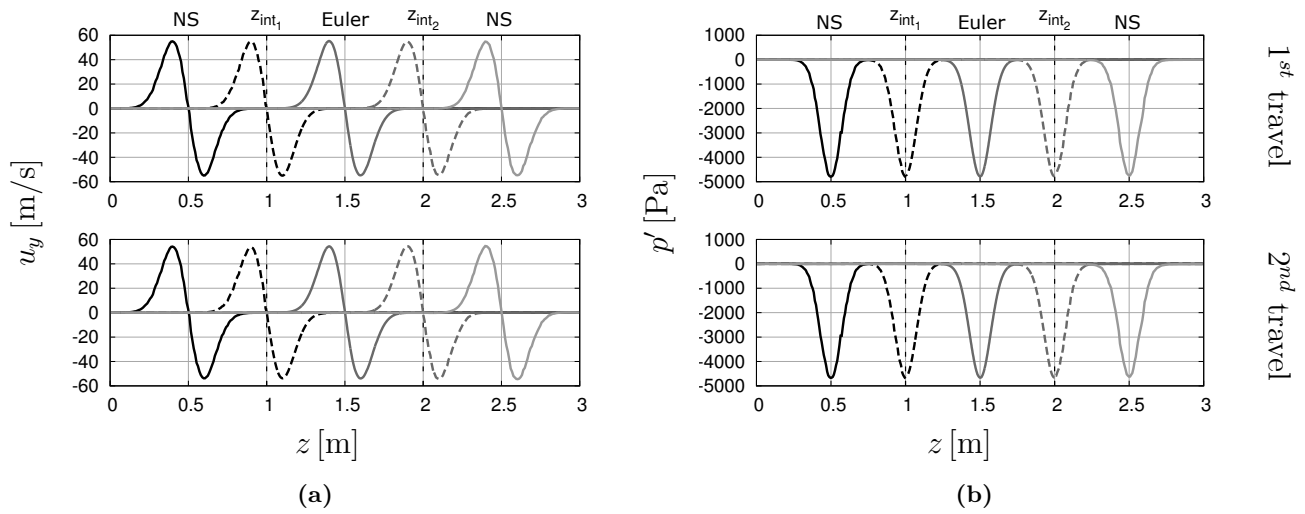 NS z_int₁ Euler z_int₂ NS
60
40
20
0
-20
-40
-60
0 0.5 1 1.5 2 2.5 3
60
40
20
0
-20
-40
-60
0 0.5 1 1.5 2 2.5 3
u_y [m/s]
z [m]
(a)
NS z_int₁ Euler z_int₂ NS
1000
0
-1000
-2000
-3000
-4000
-5000
0 0.5 1 1.5 2 2.5 3
1000
0
-1000
-2000
-3000
-4000
-5000
0 0.5 1 1.5 2 2.5 3
p′ [Pa]
z [m]
(b)
1st travel
2nd travel